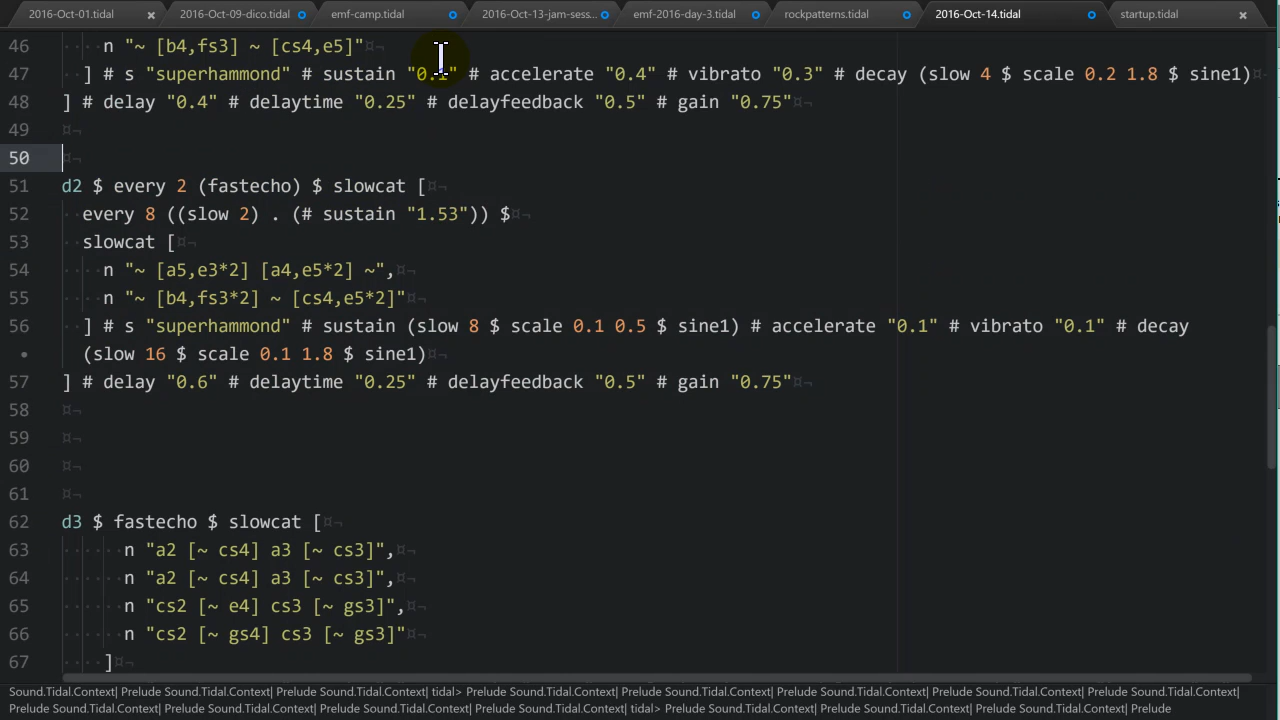 2016-Oct-01.tidal 2016-Oct-09-dico.tidal emf-camp.tidal 2016-Oct-13-jam-sess... emf-2016-day-3.tidal rockpatterns.tidal 2016-Oct-14.tidal startup.tidal
46 n "~ [b4,fs3] ~ [cs4,e5]"
47 ] # s "superhammond" # sustain "0.1" # accelerate "0.4" # vibrato "0.3" # decay (slow 4 $ scale 0.2 1.8 $ sine1)
48 ] # delay "0.4" # delaytime "0.25" # delayfeedback "0.5" # gain "0.75"
49
50
51 d2 $ every 2 (fastecho) $ slowcat [
52 every 8 ((slow 2) . (# sustain "1.53")) $
53 slowcat [
54 n "~ [a5,e3*2] [a4,e5*2] ~",
55 n "~ [b4,fs3*2] ~ [cs4,e5*2]"
56 ] # s "superhammond" # sustain (slow 8 $ scale 0.1 0.5 $ sine1) # accelerate "0.1" # vibrato "0.1" # decay
(slow 16 $ scale 0.1 1.8 $ sine1)
57 ] # delay "0.6" # delaytime "0.25" # delayfeedback "0.5" # gain "0.75"
58
59
60
61
62 d3 $ fastecho $ slowcat [
63 n "a2 [~ cs4] a3 [~ cs3]",
64 n "a2 [~ cs4] a3 [~ cs3]",
65 n "cs2 [~ e4] cs3 [~ gs3]",
66 n "cs2 [~ gs4] cs3 [~ gs3]"
67 ]
Sound.Tidal.Context| Prelude Sound.Tidal.Context| Prelude Sound.Tidal.Context| tidal> Prelude Sound.Tidal.Context| Prelude Sound.Tidal.Context| Prelude Sound.Tidal.Context| Prelude Sound.Tidal.Context|
Prelude Sound.Tidal.Context| Prelude Sound.Tidal.Context| Prelude Sound.Tidal.Context| Prelude Sound.Tidal.Context| tidal> Prelude Sound.Tidal.Context| Prelude Sound.Tidal.Context| Prelude